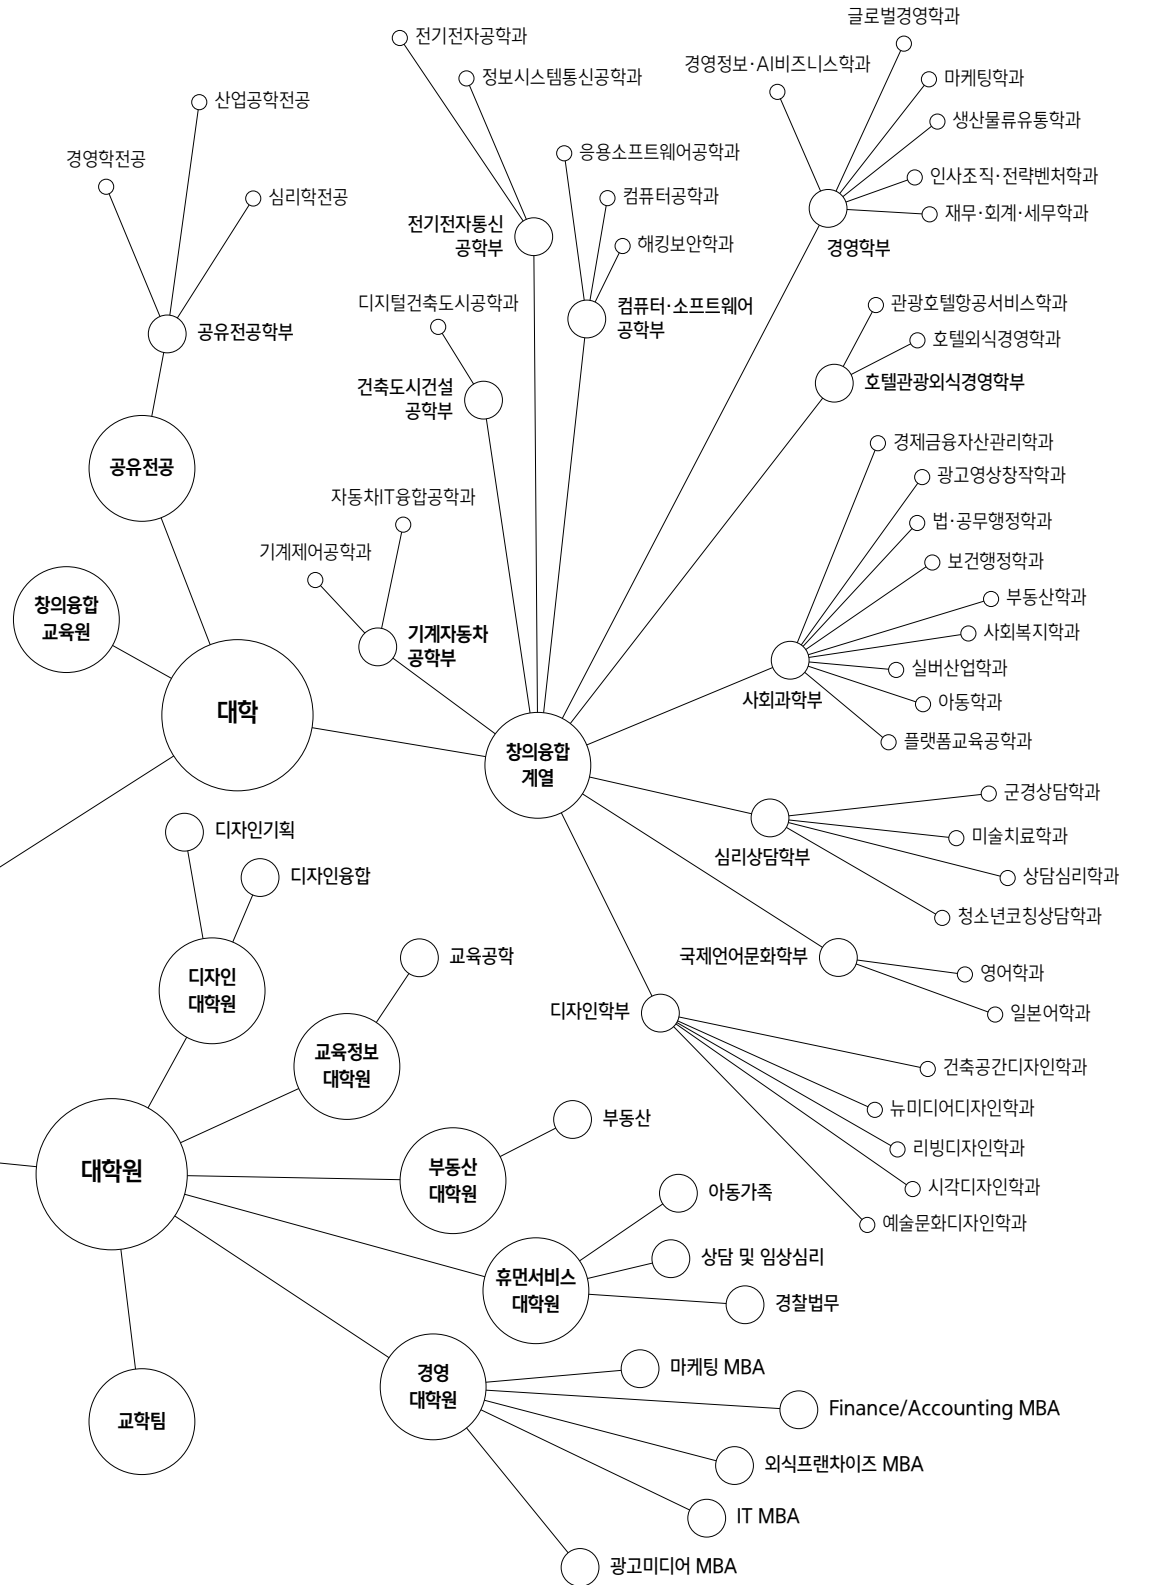 글로벌경영학과
전기전자공학과
경영정보·AI비즈니스학과
정보시스템통신공학과
마케팅학과
산업공학전공
생산물류유통학과
경영학전공
응용소프트웨어공학과
인사조직·전략벤처학과
심리학전공
컴퓨터공학과
재무·회계·세무학과
전기전자통신
공학부
해킹보안학과
경영학부
디지털건축도시공학과
컴퓨터·소프트웨어
공학부
관광호텔항공서비스학과
공유전공학부
호텔외식경영학과
건축도시건설
공학부
호텔관광외식경영학부
경제금융자산관리학과
공유전공
광고영상창작학과
자동차IT융합공학과
법·공무행정학과
기계제어공학과
보건행정학과
창의융합
교육원
부동산학과
기계자동차
공학부
사회복지학과
실버산업학과
사회과학부
아동학과
대학
플랫폼교육공학과
창의융합
계열
군경상담학과
디자인기획
미술치료학과
심리상담학부
디자인융합
상담심리학과
청소년코칭상담학과
디자인
대학원
교육공학
국제언어문화학부
영어학과
디자인학부
일본어학과
교육정보
대학원
건축공간디자인학과
뉴미디어디자인학과
부동산
리빙디자인학과
대학원
부동산
대학원
아동가족
시각디자인학과
예술문화디자인학과
휴먼서비스
대학원
상담 및 임상심리
경찰법무
경영
대학원
마케팅 MBA
교학팀
Finance/Accounting MBA
외식프랜차이즈 MBA
IT MBA
광고미디어 MBA